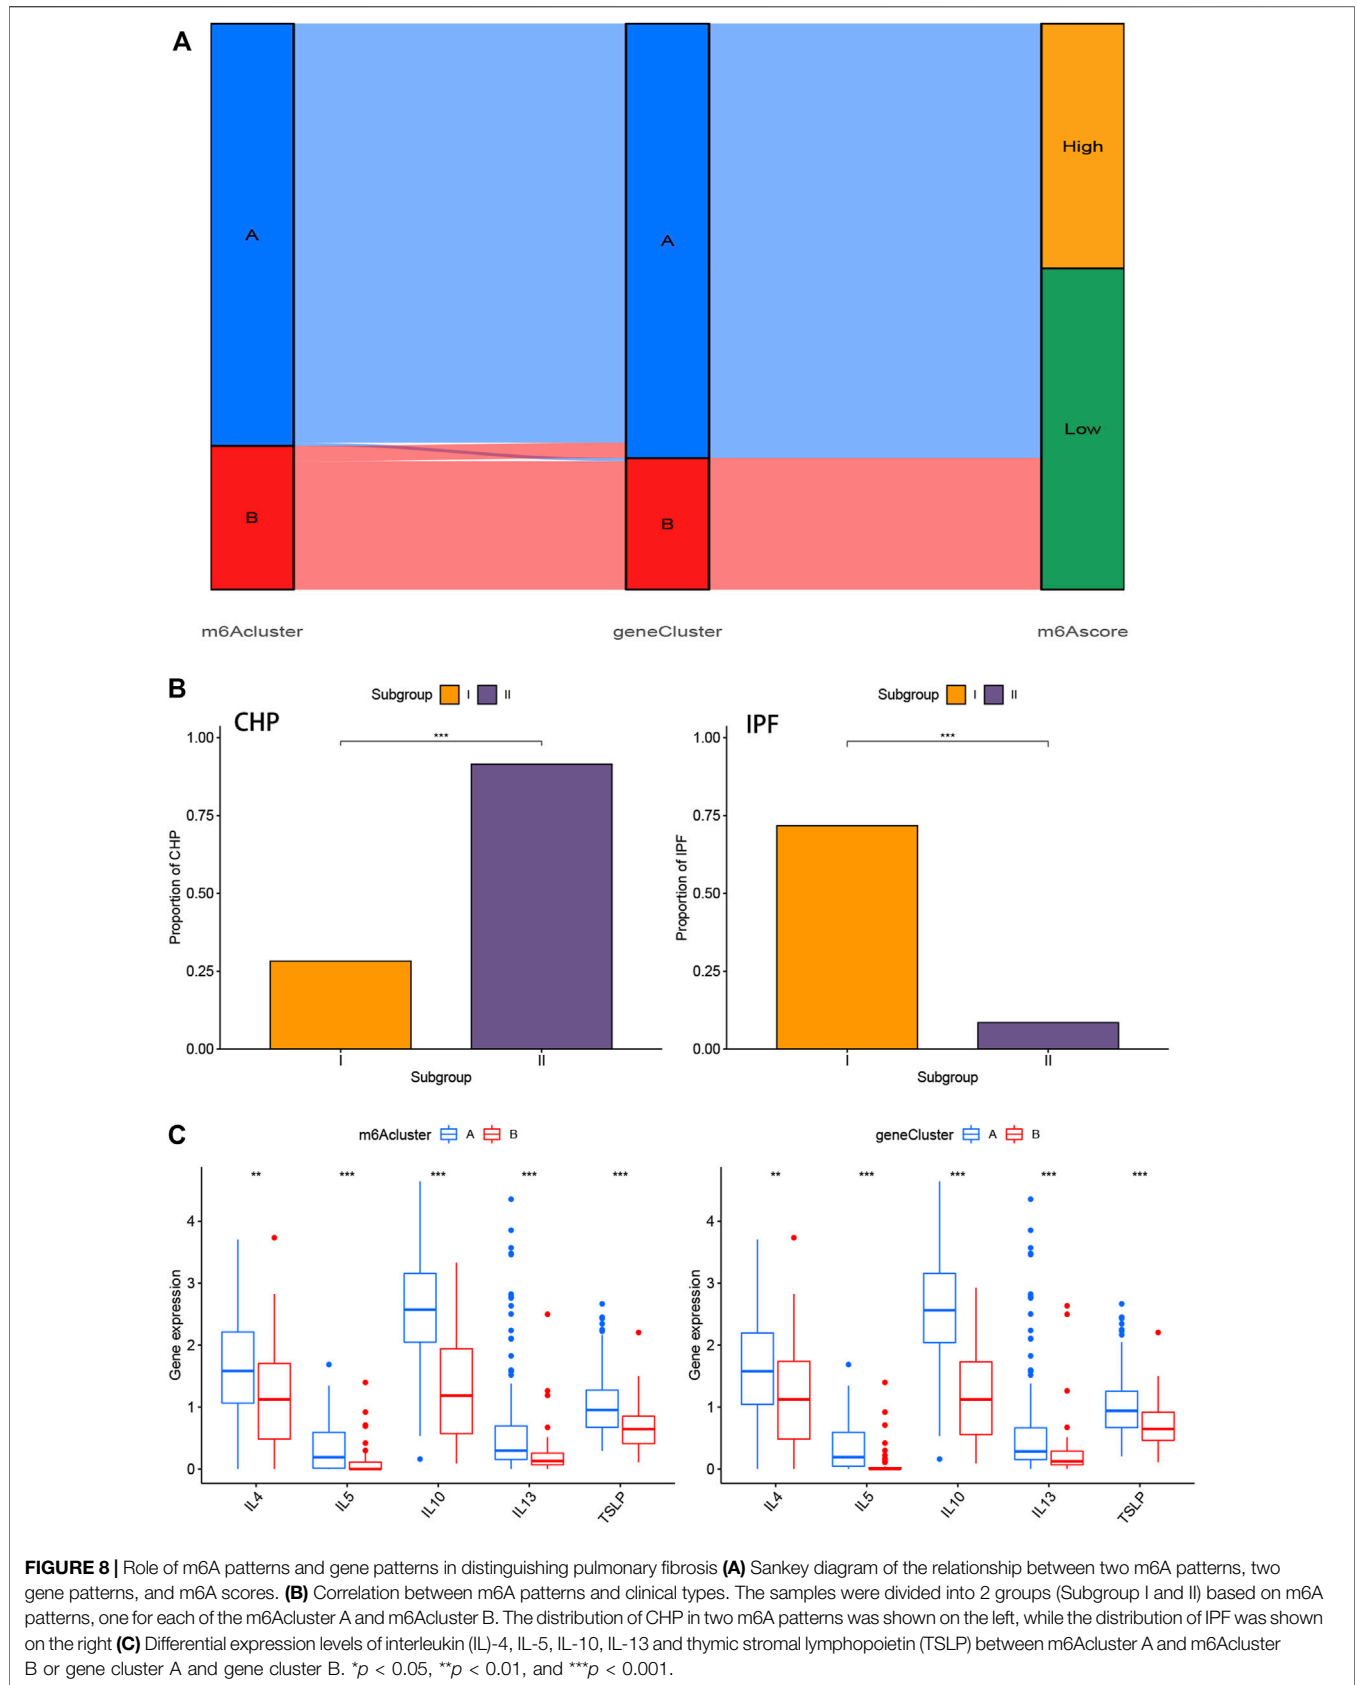 A
A
B
A
B
High
Low
m6Acluster
geneCluster
m6Ascore
B
Subgroup I II
CHP
***
1.00
0.75
0.50
0.25
0.00
Proportion of CHP
I
II
Subgroup
Subgroup I II
IPF
***
1.00
0.75
0.50
0.25
0.00
Proportion of IPF
I
II
Subgroup
C
m6Acluster A B
** *** *** *** ***
4
3
2
1
0
Gene expression
IL4
IL5
IL10
IL13
TSLP
geneCluster A B
** *** *** *** ***
4
3
2
1
0
Gene expression
IL4
IL5
IL10
IL13
TSLP
FIGURE 8 | Role of m6A patterns and gene patterns in distinguishing pulmonary fibrosis (A) Sankey diagram of the relationship between two m6A patterns, two
gene patterns, and m6A scores. (B) Correlation between m6A patterns and clinical types. The samples were divided into 2 groups (Subgroup I and II) based on m6A
patterns, one for each of the m6Acluster A and m6Acluster B. The distribution of CHP in two m6A patterns was shown on the left, while the distribution of IPF was shown
on the right (C) Differential expression levels of interleukin (IL)-4, IL-5, IL-10, IL-13 and thymic stromal lymphopoietin (TSLP) between m6Acluster A and m6Acluster
B or gene cluster A and gene cluster B. *p < 0.05, **p < 0.01, and ***p < 0.001.